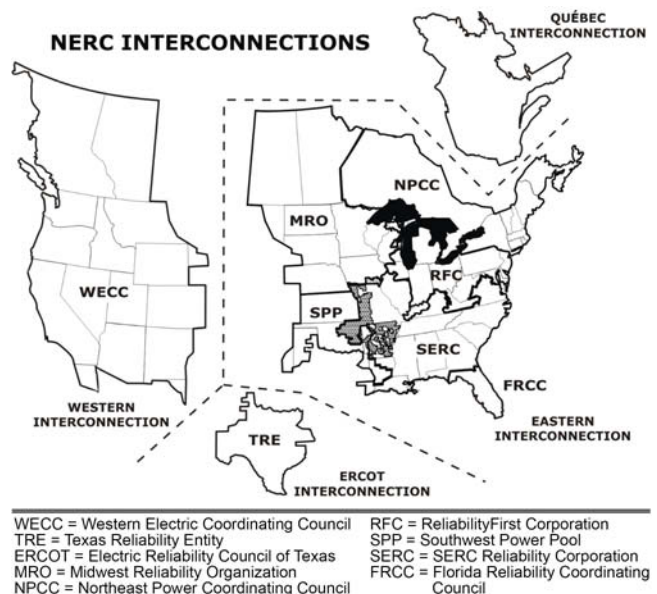 NERC INTERCONNECTIONS
QUÉBEC
INTERCONNECTION
NPCC
MRO
RFC
WECC
SPP
SERC
FRCC
WESTERN
INTERCONNECTION
EASTERN
INTERCONNECTION
TRE
ERCOT
INTERCONNECTION
WECC = Western Electric Coordinating Council
TRE = Texas Reliability Entity
ERCOT = Electric Reliability Council of Texas
MRO = Midwest Reliability Organization
NPCC = Northeast Power Coordinating Council
RFC = ReliabilityFirst Corporation
SPP = Southwest Power Pool
SERC = SERC Reliability Corporation
FRCC = Florida Reliability Coordinating
Council